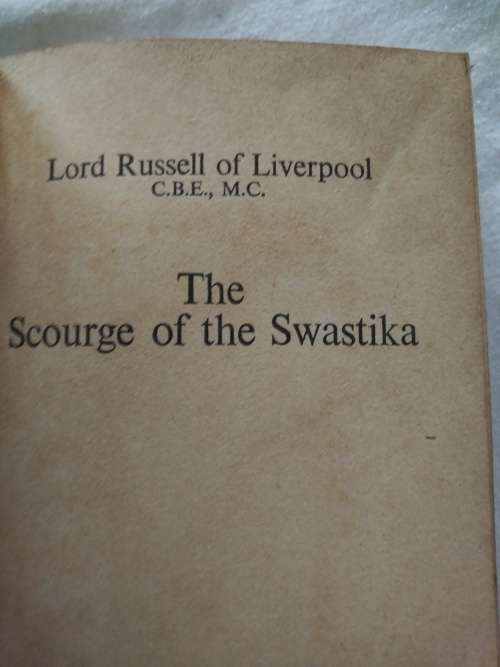 Lord Russell of Liverpool
C.B.E., M.C.
The
Scourge of the Swastika